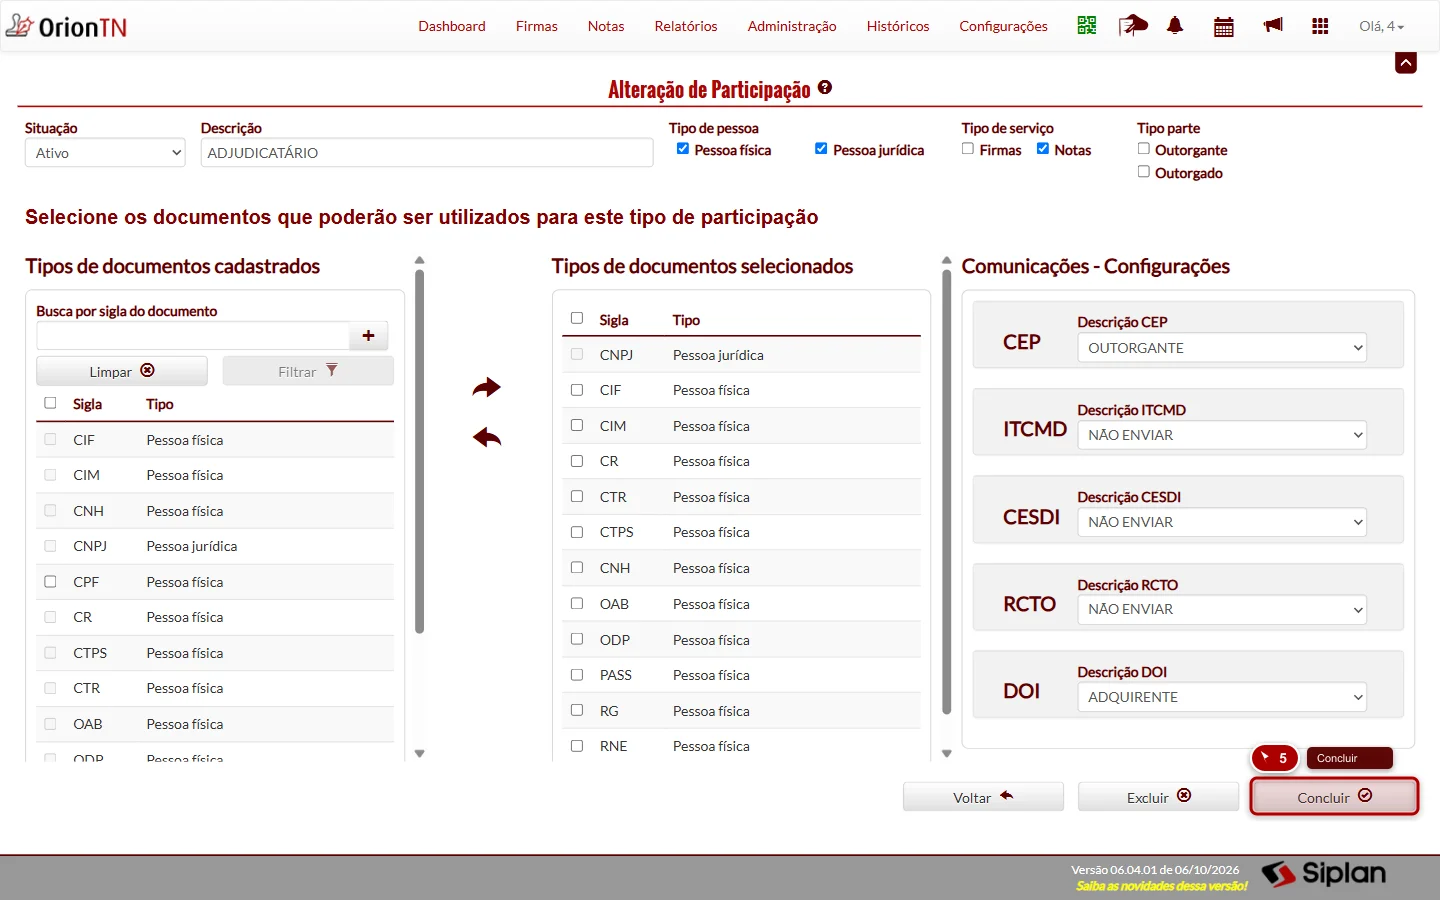 OrionTN
Dashboard Firmas Notas Relatórios Administração Históricos Configurações Olá, 4
Alteração de Participação ?
Situação
Ativo
Descrição
ADJUDICATÁRIO
Tipo de pessoa
Pessoa física Pessoa jurídica
Tipo de serviço
Firmas Notas
Tipo parte
Outorgante
Outorgado
Selecione os documentos que poderão ser utilizados para este tipo de participação
Tipos de documentos cadastrados
Busca por sigla do documento
+
Limpar Filtrar
Sigla Tipo
CIF Pessoa física
CIM Pessoa física
CNH Pessoa física
CNPJ Pessoa jurídica
CPF Pessoa física
CR Pessoa física
CTPS Pessoa física
CTR Pessoa física
OAB Pessoa física
ODP Pessoa física
Tipos de documentos selecionados
Sigla Tipo
CNPJ Pessoa jurídica
CIF Pessoa física
CIM Pessoa física
CR Pessoa física
CTR Pessoa física
CTPS Pessoa física
CNH Pessoa física
OAB Pessoa física
ODP Pessoa física
PASS Pessoa física
RG Pessoa física
RNE Pessoa física
Comunicações - Configurações
CEP
Descrição CEP
OUTORGANTE
ITCMD
Descrição ITCMD
NÃO ENVIAR
CESDI
Descrição CESDI
NÃO ENVIAR
RCTO
Descrição RCTO
NÃO ENVIAR
DOI
Descrição DOI
ADQUIRENTE
5 Concluir
Voltar Excluir Concluir
Versão 06.04.01 de 06/10/2026
Saiba as novidades dessa versão!
Siplan